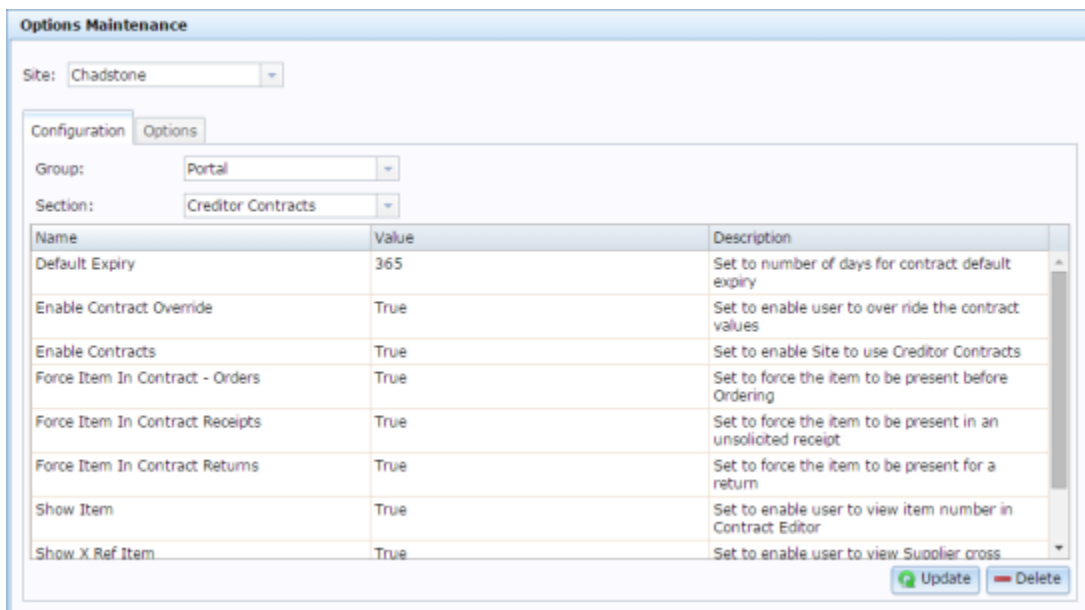 Options Maintenance
Site: Chadstone
Configuration Options
Group: Portal
Section: Creditor Contracts
Name Value Description
Default Expiry 365 Set to number of days for contract default
expiry
Enable Contract Override True Set to enable user to over ride the contract
values
Enable Contracts True Set to enable Site to use Creditor Contracts
Force Item In Contract - Orders True Set to force the item to be present before
Ordering
Force Item In Contract Receipts True Set to force the item to be present in an
unsolicited receipt
Force Item In Contract Returns True Set to force the item to be present for a
return
Show Item True Set to enable user to view item number in
Contract Editor
Show X Ref Item True Set to enable user to view Supplier cross
Update Delete